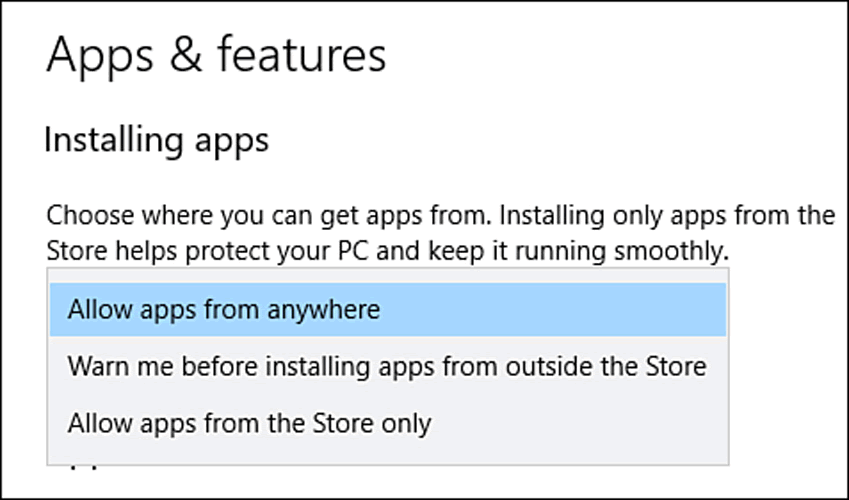 Apps & features
Installing apps
Choose where you can get apps from. Installing only apps from the
Store helps protect your PC and keep it running smoothly.
Allow apps from anywhere
Warn me before installing apps from outside the Store
Allow apps from the Store only